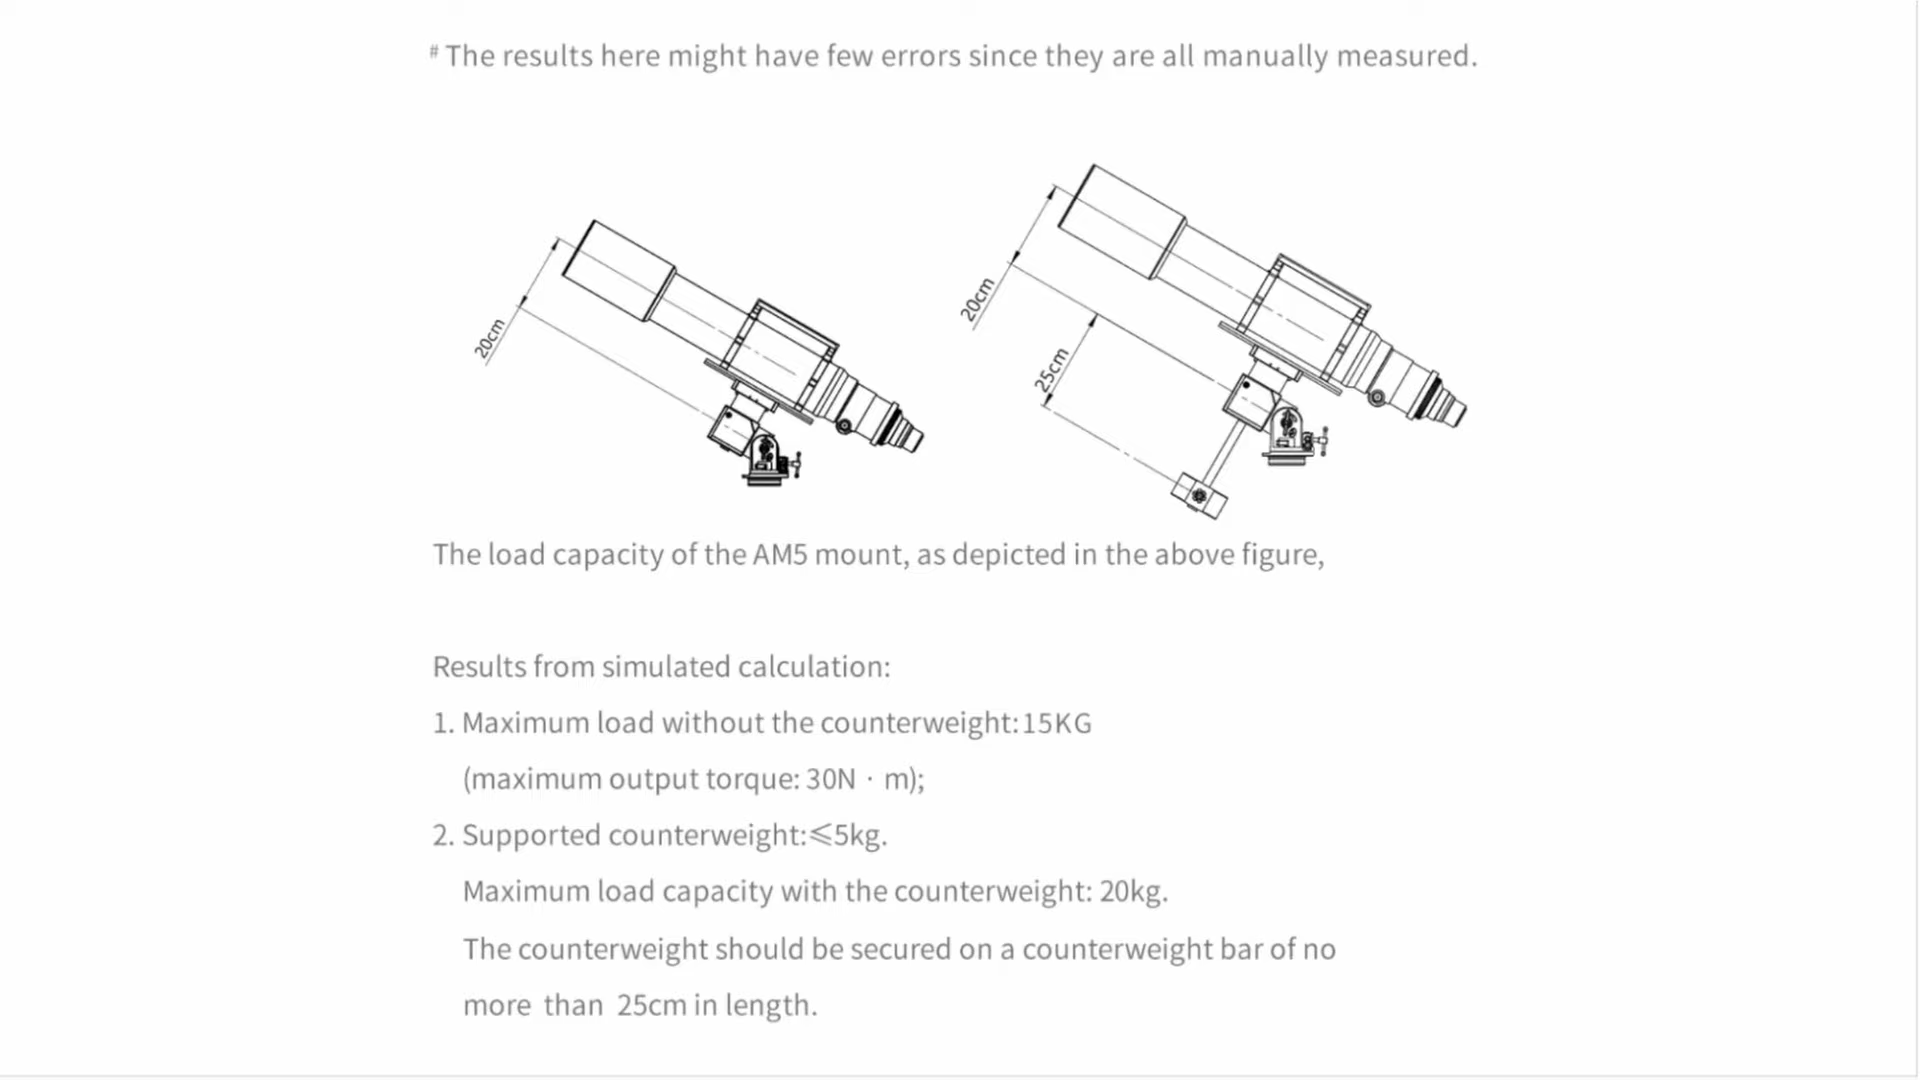 # The results here might have few errors since they are all manually measured.
20cm
20cm
25cm
The load capacity of the AM5 mount, as depicted in the above figure,
Results from simulated calculation:
1. Maximum load without the counterweight:15KG
(maximum output torque: 30N · m);
2. Supported counterweight:⩽5kg.
Maximum load capacity with the counterweight: 20kg.
The counterweight should be secured on a counterweight bar of no
more than 25cm in length.